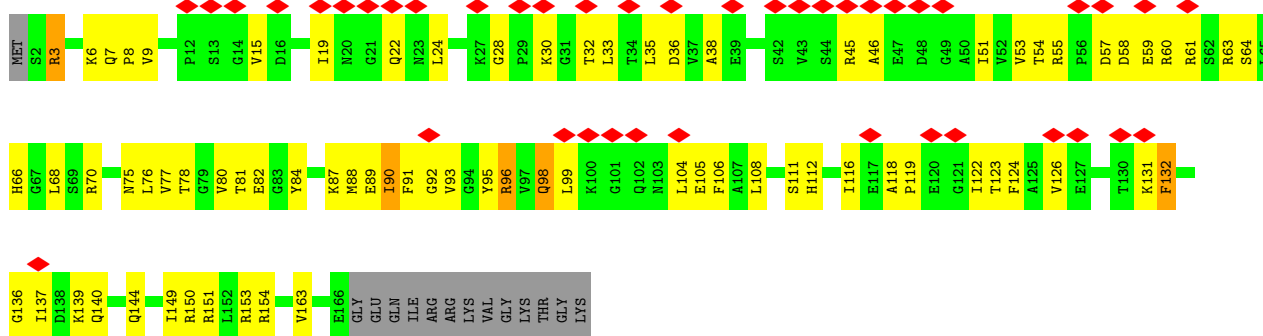 MET S2 R3 K6 Q7 P8 V9 P12 S13 G14 V15 D16 I19 N20 G21 Q22 N23 L24 K27 G28 P29 K30 G31 T32 L33 T34 L35 D36 V37 A38 E39 S42 V43 S44 R45 A46 E47 D48 G49 A50 I51 V52 V53 T54 R55 P56 D57 D58 E59 R60 R61 S62 R63 S64
H66 G67 L68 S69 R70 N75 L76 V77 T78 G79 V80 T81 E82 G83 Y84 K87 M88 E89 I90 F91 G92 V93 G94 Y95 R96 V97 Q98 L99 K100 G101 Q102 N103 L104 E105 F106 A107 L108 S111 H112 I116 E117 A118 P119 E120 G121 I122 T123 F124 A125 V126 E127 T130 K131 F132
G136 I137 D138 K139 Q140 Q144 I149 R150 R151 L152 R153 R154 V163 E166 GLY GLU GLN ILE ARG ARG LYS VAL GLY LYS THR GLY LYS